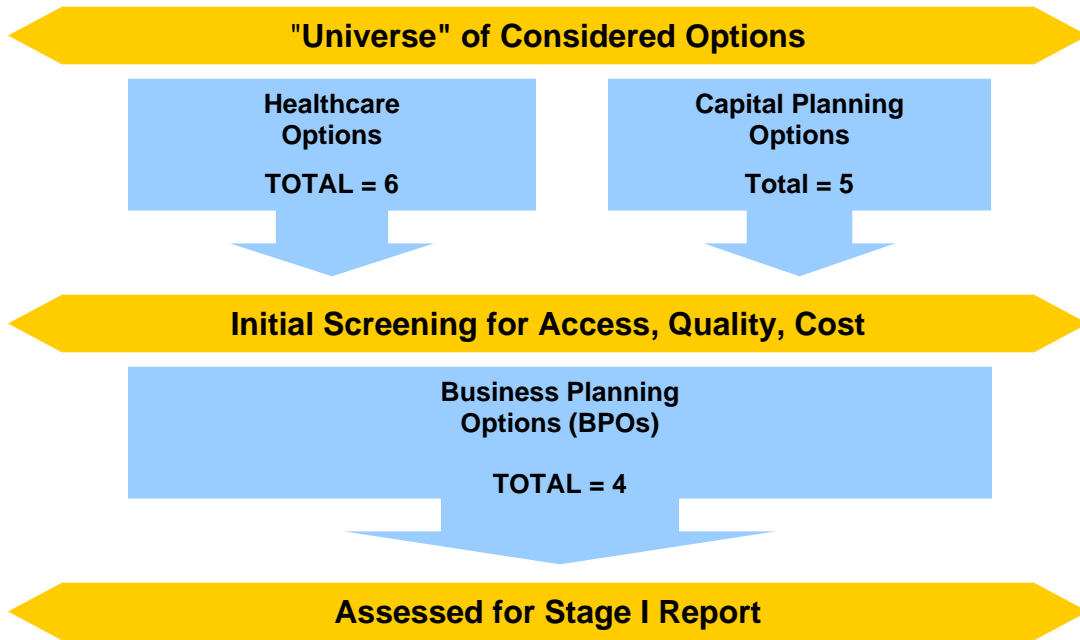 "Universe" of Considered Options
Healthcare
Options
TOTAL = 6
Capital Planning
Options
Total = 5
Initial Screening for Access, Quality, Cost
Business Planning
Options (BPOs)
TOTAL = 4
Assessed for Stage I Report